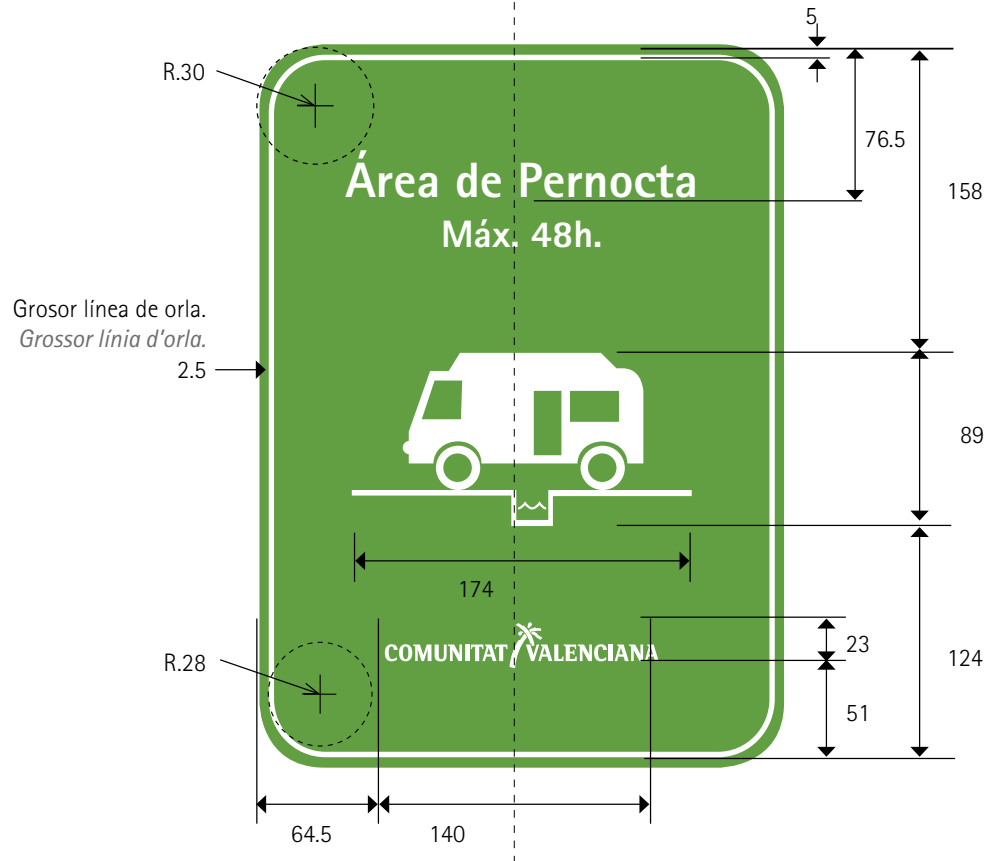 5
R.30
76.5
Área de Pernocta
158
Máx. 48h.
Grosor línea de orla.
Grossor línia d'orla.
2.5
89
174
COMUNITAT VALENCIANA
23
R.28
124
51
64.5
140